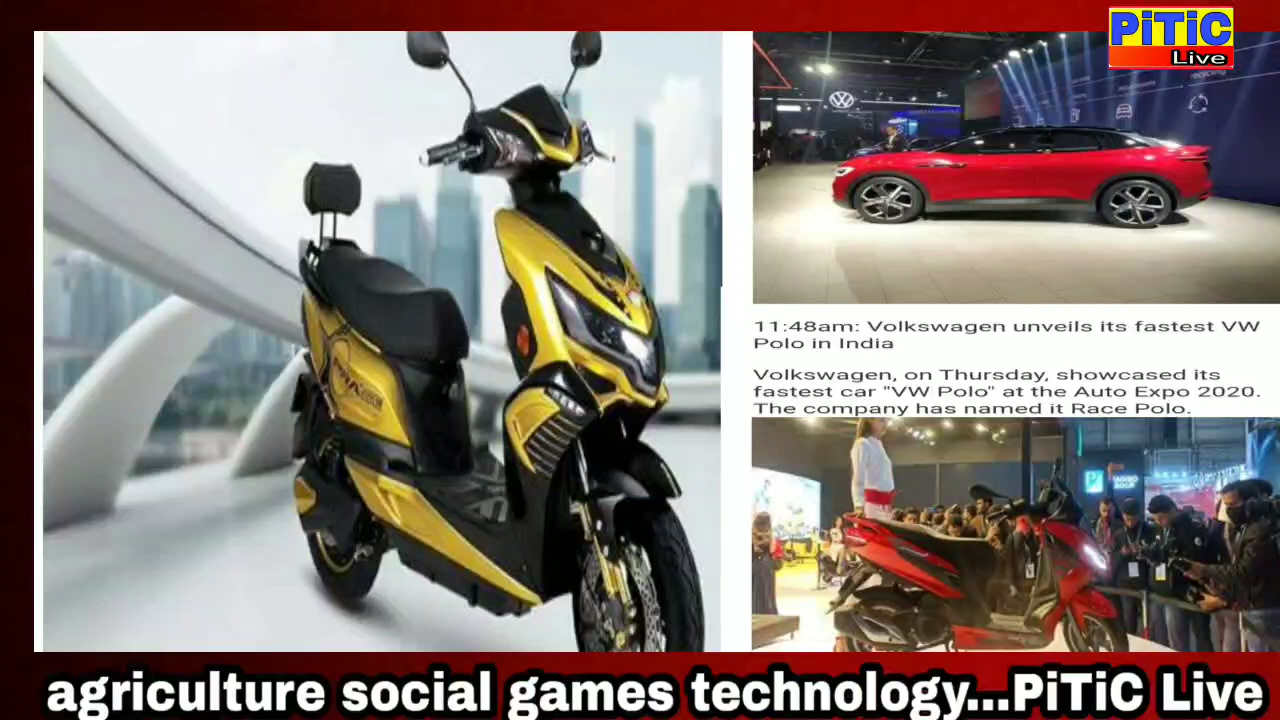 PiTiC
Live
recycling
11:48am: Volkswagen unveils its fastest VW
Polo in India
Volkswagen, on Thursday, showcased its
fastest car "VW Polo" at the Auto Expo 2020.
The company has named it Race Polo.
agriculture social games technology...PiTiC Live